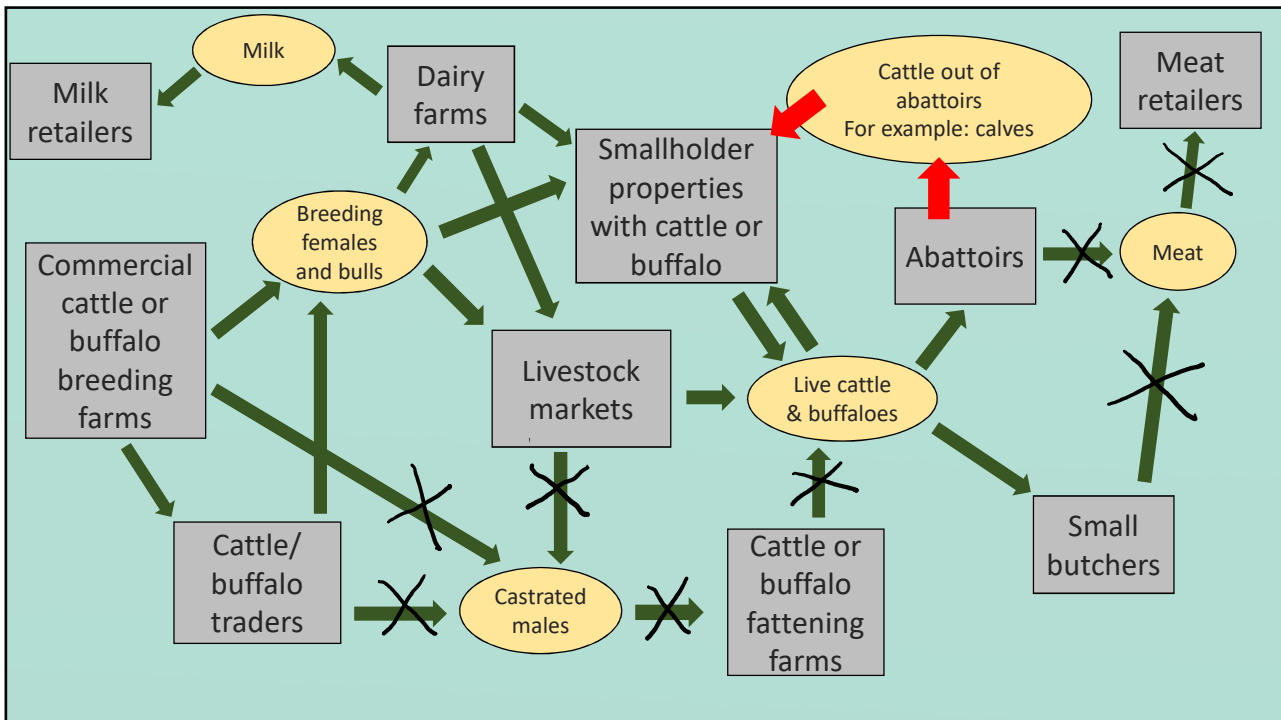 Milk
Milk
retailers
Dairy
farms
Cattle out of
abattoirs
For example: calves
Meat
retailers
Smallholder
properties
with cattle or
buffalo
Breeding
females
and bulls
Abattoirs
Meat
Commercial
cattle or
buffalo
breeding
farms
Livestock
markets
Live cattle
& buffaloes
Cattle/
buffalo
traders
Castrated
males
Cattle or
buffalo
fattening
farms
Small
butchers